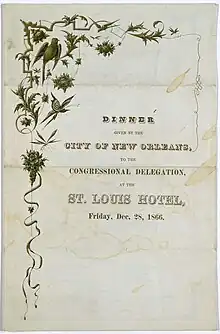 DINNER
GIVEN BY THE
CITY OF NEW ORLEANS,
TO THE
CONGRESSIONAL DELEGATION,
AT THE
ST. LOUIS HOTEL,
Friday, Dec. 28, 1866.